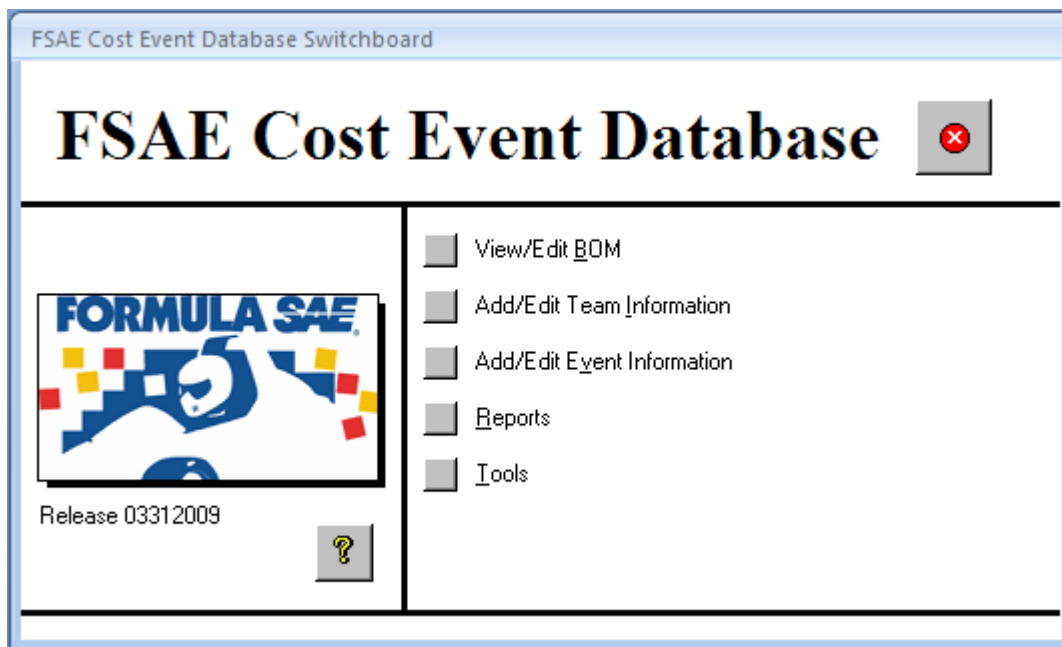 FSAE Cost Event Database Switchboard
FSAE Cost Event Database
View/Edit BOM
Add/Edit Team Information
Add/Edit Event Information
Reports
Tools
FORMULA SAE
Release 03312009
?